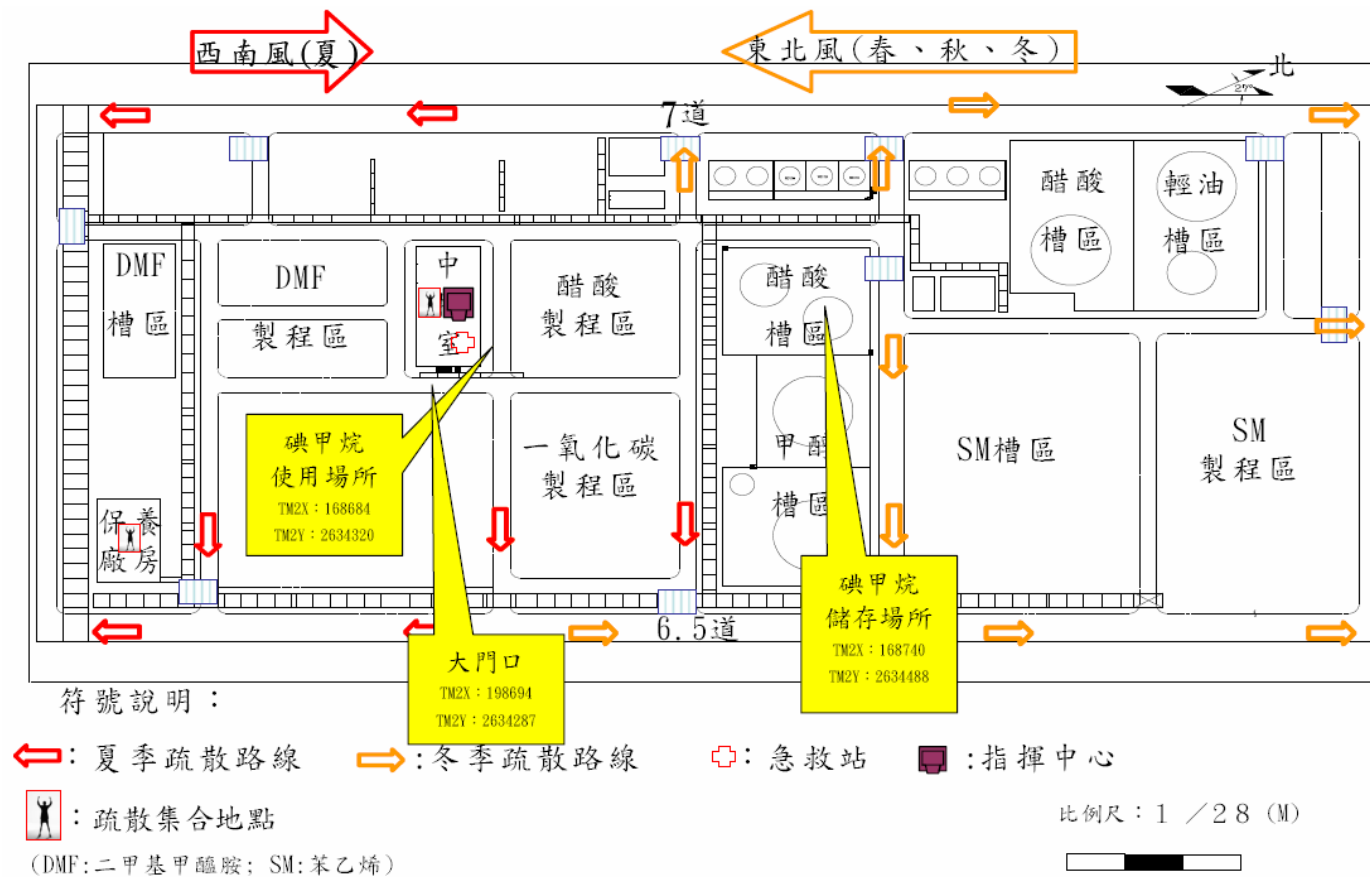 西南風(夏)
東北風(春、秋、冬)
北
27°
7道
醋酸
槽區
輕油
槽區
DMF
槽區
DMF
製程區
中
室
醋酸
製程區
醋酸
槽區
碘甲烷
使用場所
TM2X：168684
TM2Y：2634320
一氧化碳
製程區
甲醇
槽區
SM槽區
SM
製程區
保養
廠房
碘甲烷
儲存場所
TM2X：168740
TM2Y：2634488
6.5道
大門口
TM2X：198694
TM2Y：2634287
符號說明：
：夏季疏散路線
:冬季疏散路線
：急救站
:指揮中心
：疏散集合地點
比例尺：1／28 (M)
(DMF:二甲基甲醯胺; SM:苯乙烯)